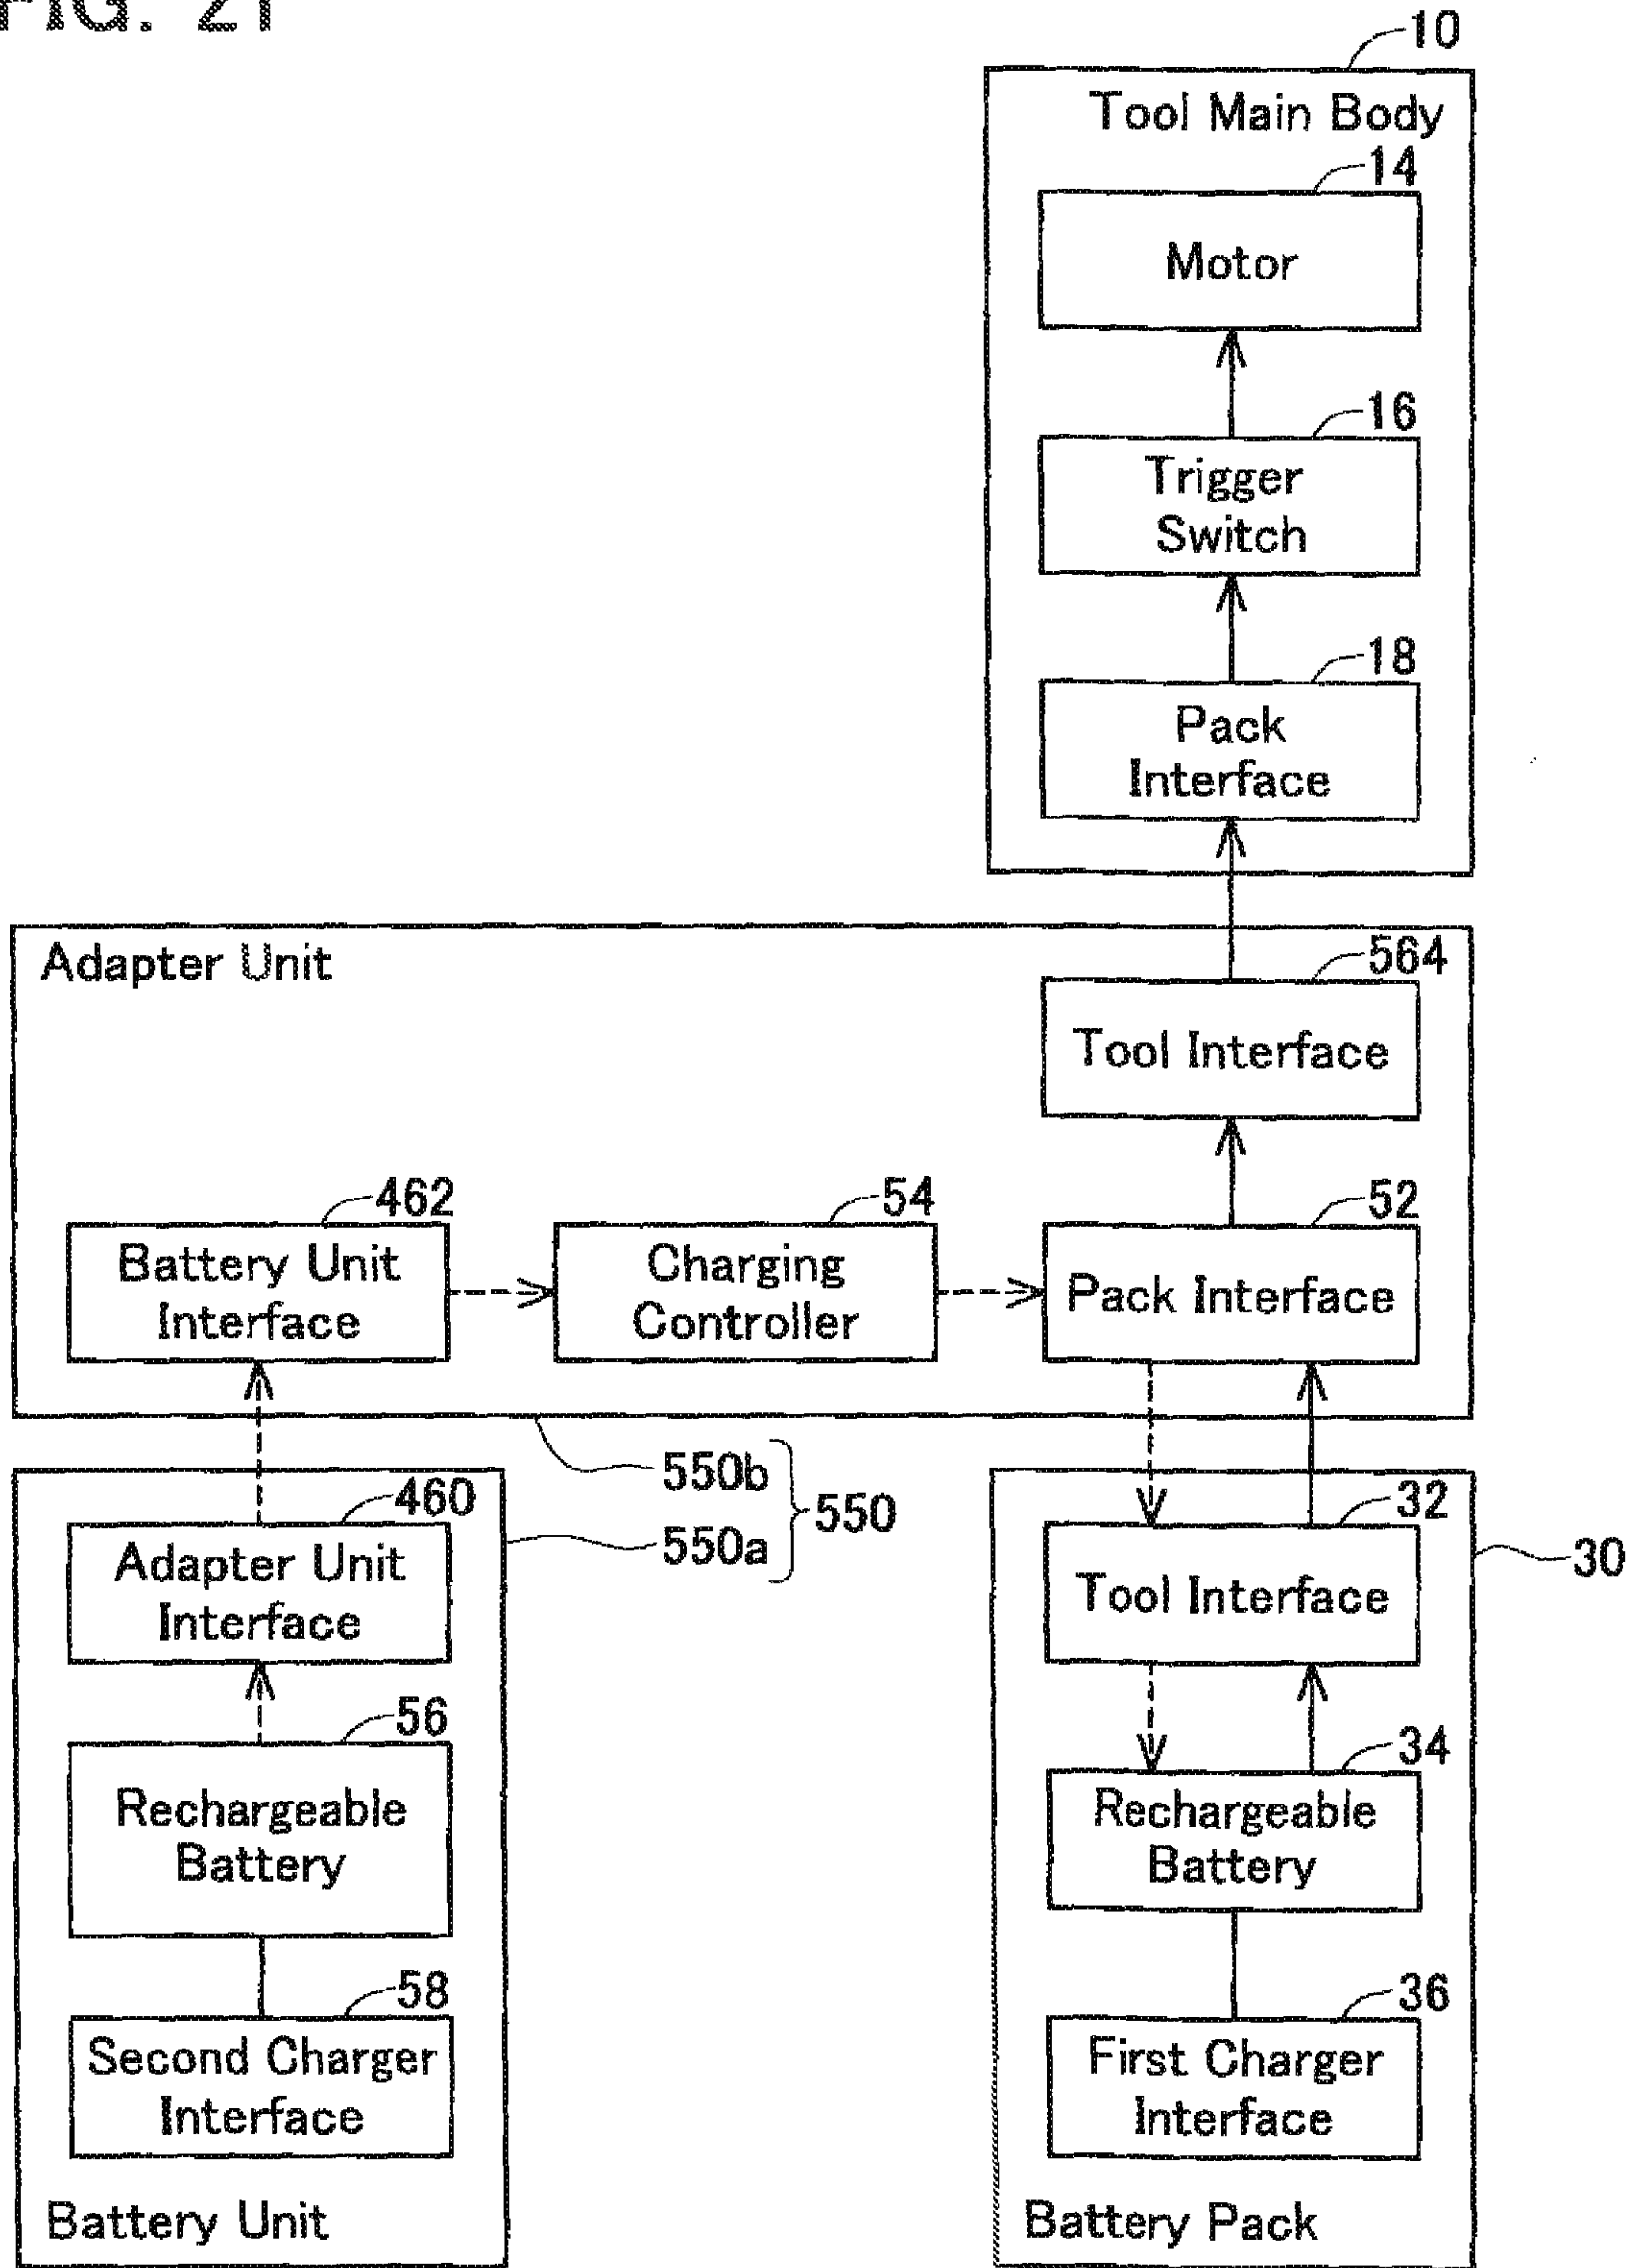 FIG. 21
10
Tool Main Body
14
Motor
16
Trigger
Switch
18
Pack
Interface
Adapter Unit
564
Tool Interface
462
Battery Unit
Interface
54
Charging
Controller
52
Pack Interface
550b
550a
550
460
Adapter Unit
Interface
56
Rechargeable
Battery
58
Second Charger
Interface
Battery Unit
32
30
Tool Interface
34
Rechargeable
Battery
36
First Charger
Interface
Battery Pack